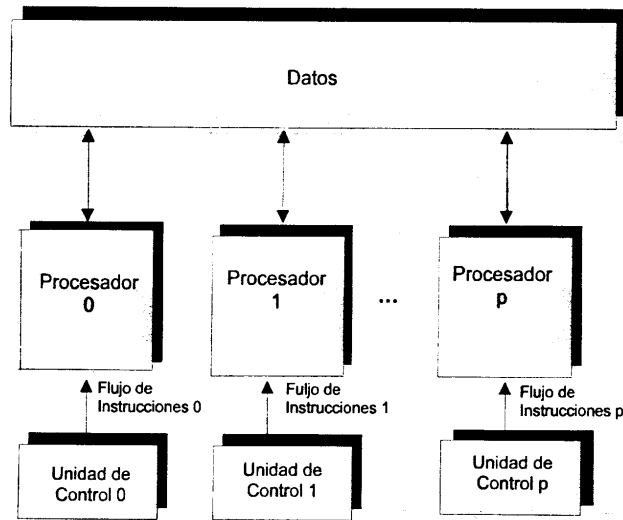 Datos
Procesador
0
Procesador
1
...
Procesador
p
Flujo de
Instrucciones 0
Fuljo de
Instrucciones 1
Flujo de
Instrucciones p
Unidad de
Control 0
Unidad de
Control 1
Unidad de
Control p